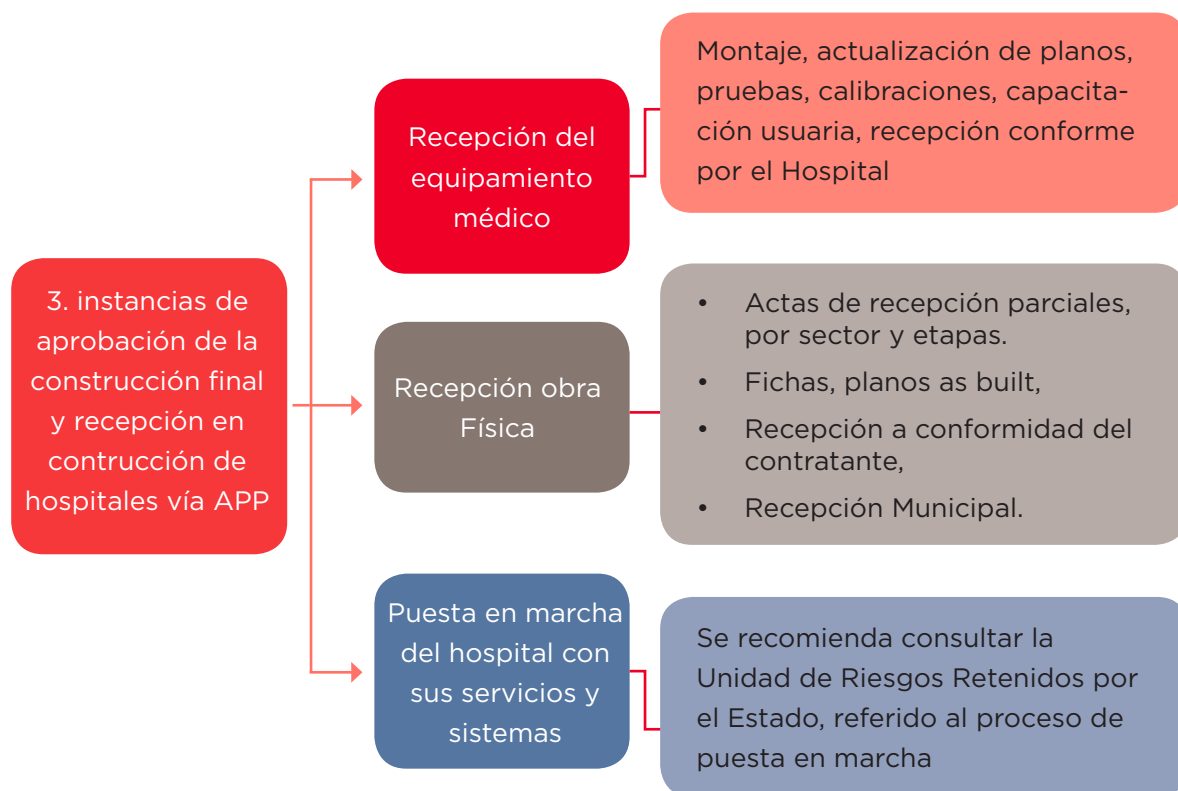 3. instancias de
aprobación de la
construcción final
y recepción en
contrucción de
hospitales vía APP
Recepción del
equipamiento
médico
Montaje, actualización de planos,
pruebas, calibraciones, capacita-
ción usuaria, recepción conforme
por el Hospital
Recepción obra
Física
• Actas de recepción parciales,
por sector y etapas.
• Fichas, planos as built,
• Recepción a conformidad del
contratante,
• Recepción Municipal.
Puesta en marcha
del hospital con
sus servicios y
sistemas
Se recomienda consultar la
Unidad de Riesgos Retenidos por
el Estado, referido al proceso de
puesta en marcha